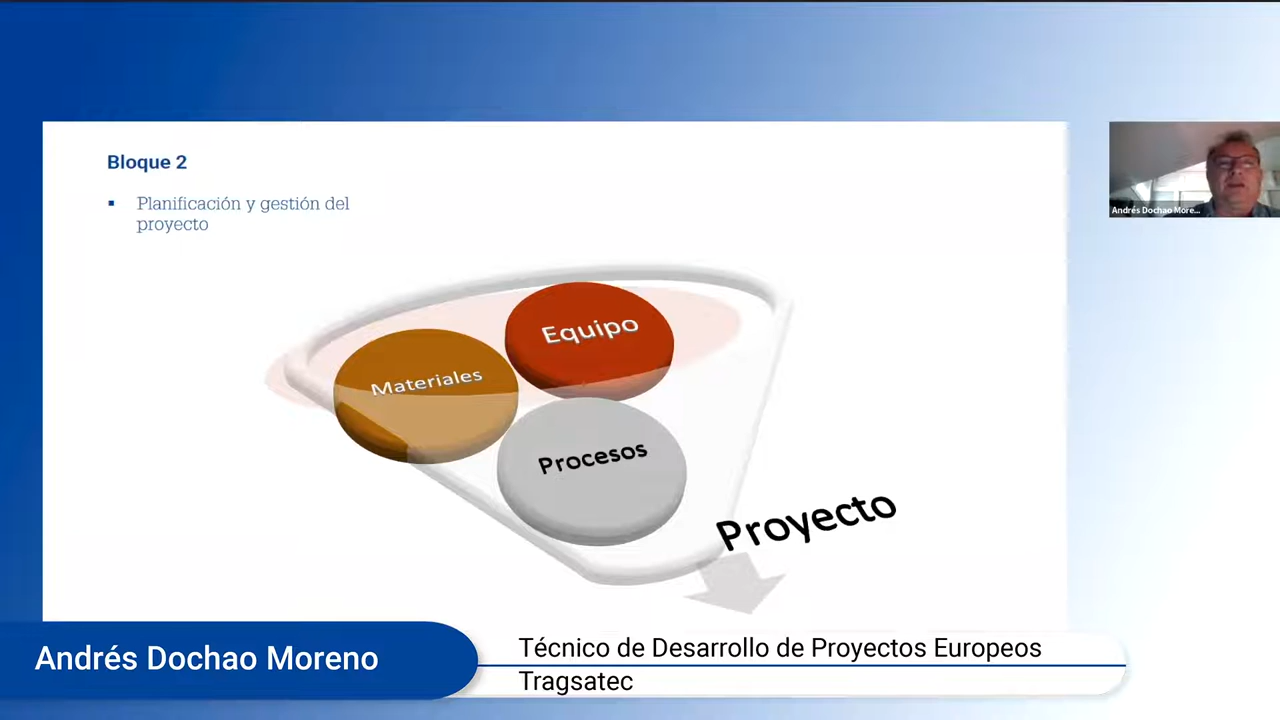 Bloque 2
▪ Planificación y gestión del
proyecto
Equipo
Materiales
Procesos
Proyecto
Andrés Dochao More...
Andrés Dochao Moreno
Técnico de Desarrollo de Proyectos Europeos
Tragsatec